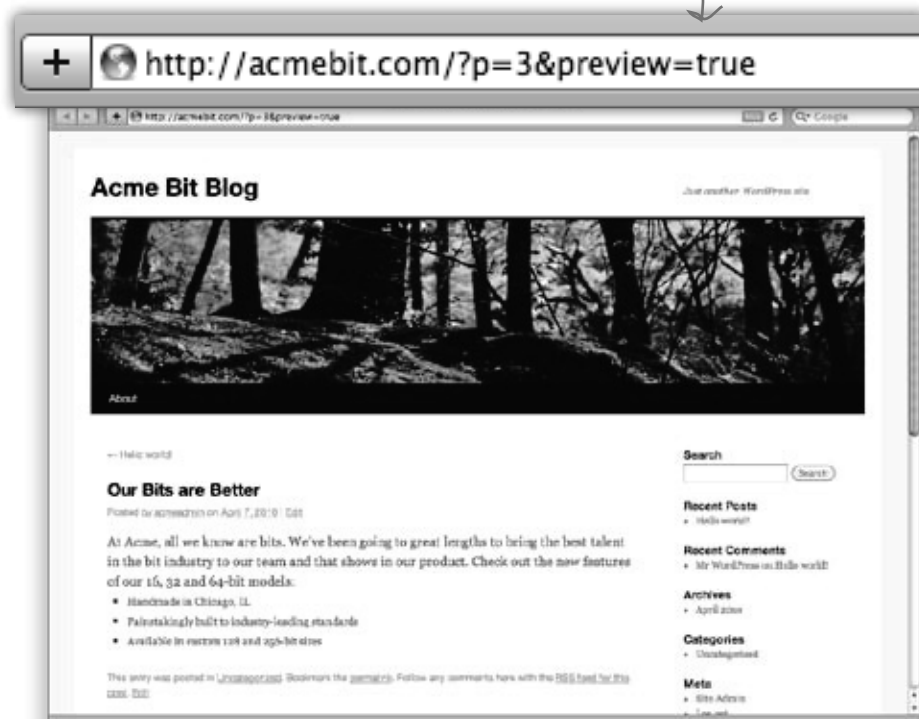 http://acmebit.com/?p=3&preview=true
http://acmebit.com/?p=3&preview=true
Google
Acme Bit Blog
Just another WordPress site
About
← Hello world!
Our Bits are Better
Posted by acmeadmin on April 7, 2010 | Edit
At Acme, all we know are bits. We've been going to great lengths to bring the best talent
in the bit industry to our team and that shows in our product. Check out the new features
of our 16, 32 and 64-bit models:
Handmade in Chicago, IL
Painstakingly built to industry-leading standards
Available in custom 128 and 256-bit sizes
This entry was posted in Uncategorized. Bookmark the permalink. Follow any comments here with the RSS feed for this
post. Edit
Search
Search
Recent Posts
Hello world!
Recent Comments
Mr WordPress on Hello world!
Archives
April 2010
Categories
Uncategorized
Meta
Site Admin
Log out